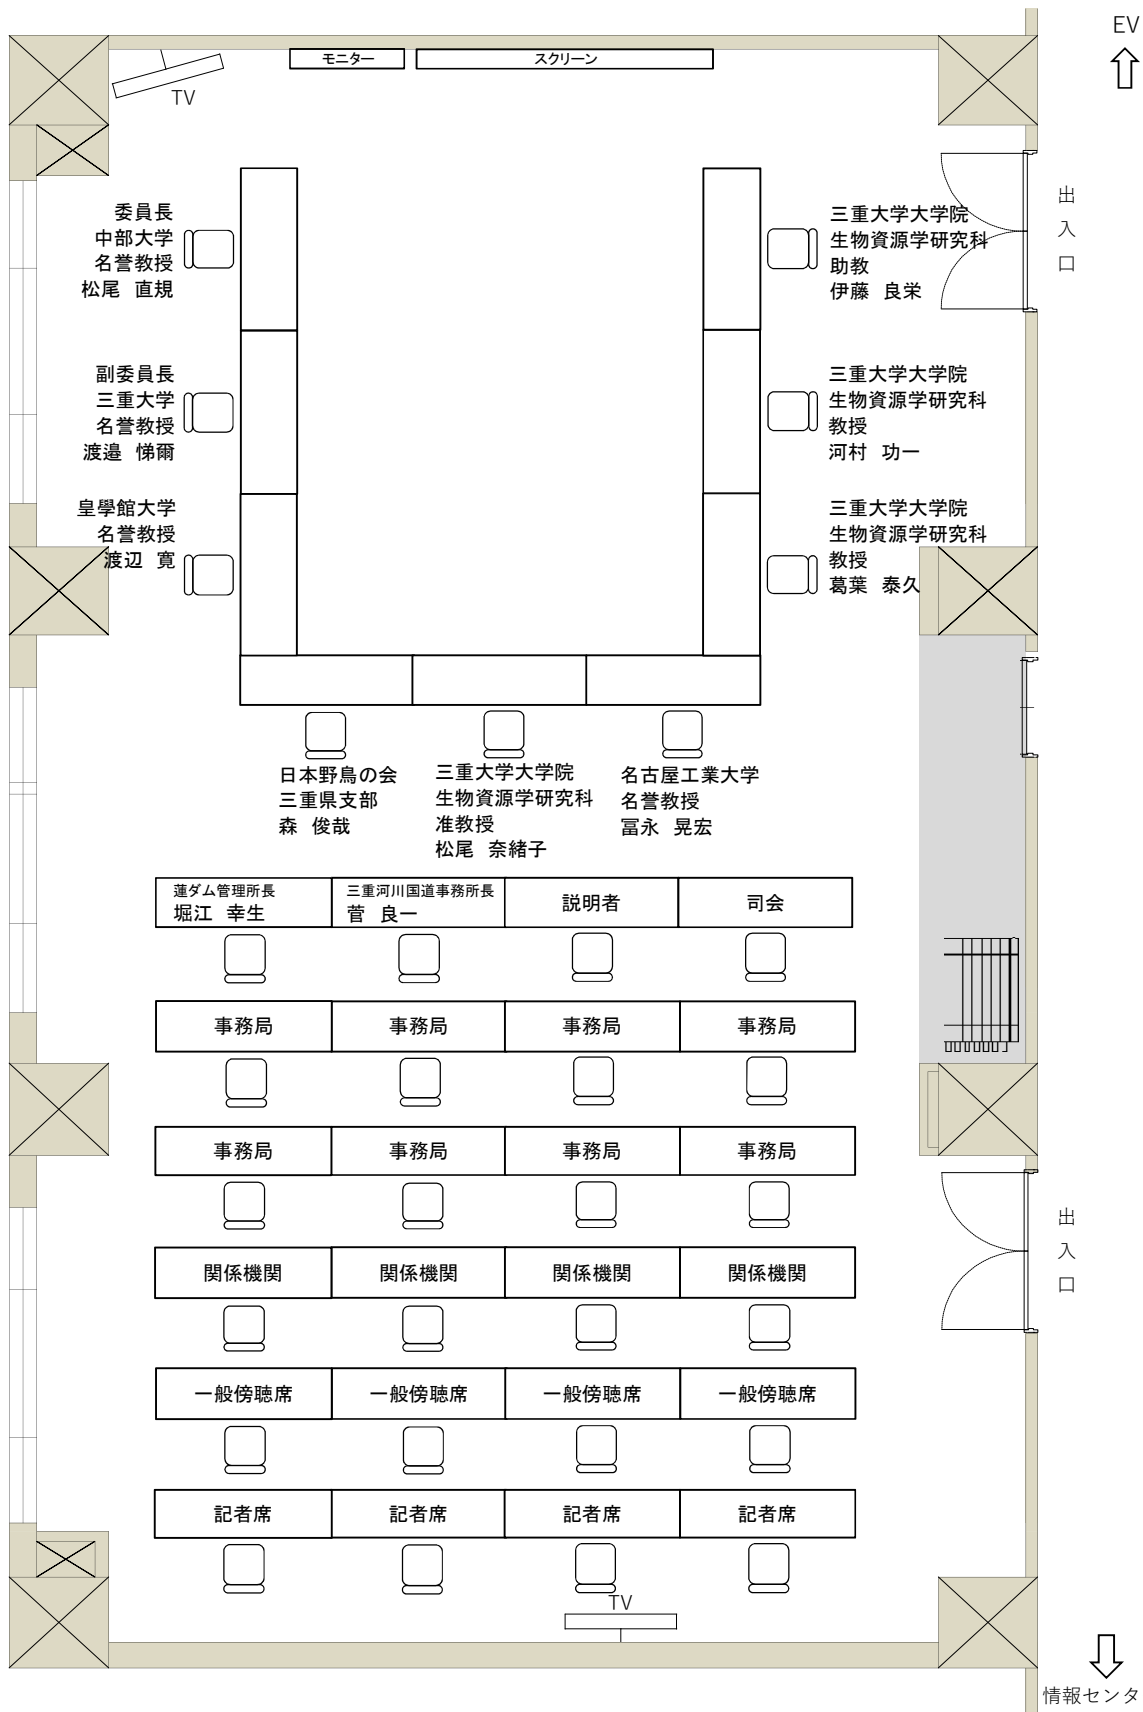 EV
モニター
スクリーン
TV
出
入
口
委員長
中部大学
名誉教授
松尾　直規
三重大学大学院
生物資源学研究科
助教
伊藤　良栄
副委員長
三重大学
名誉教授
渡邉　悌爾
三重大学大学院
生物資源学研究科
教授
河村　功一
皇學館大学
名誉教授
渡辺　寛
三重大学大学院
生物資源学研究科
教授
葛葉　泰久
日本野鳥の会
三重県支部
森　俊哉
三重大学大学院
生物資源学研究科
准教授
松尾　奈緒子
名古屋工業大学
名誉教授
冨永　晃宏
蓮ダム管理所長
堀江　幸生
三重河川国道事務所長
菅　良一
説明者
司会
事務局　事務局　事務局　事務局
事務局　事務局　事務局　事務局
出
入
口
関係機関　関係機関　関係機関　関係機関
一般傍聴席　一般傍聴席　一般傍聴席　一般傍聴席
記者席　記者席　記者席　記者席
TV
情報センタ